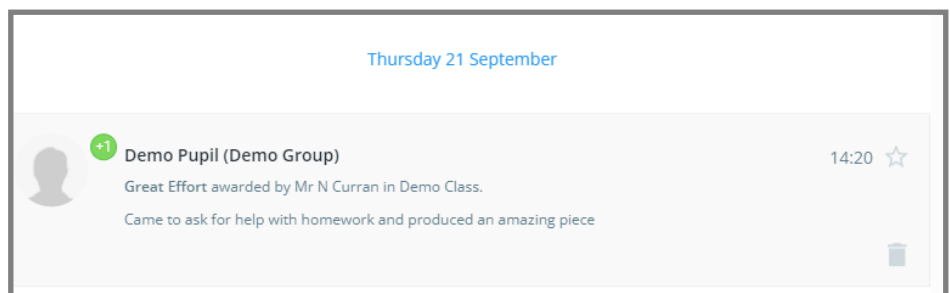 Thursday 21 September
+1
Demo Pupil (Demo Group)
14:20
Great Effort awarded by Mr N Curran in Demo Class.
Came to ask for help with homework and produced an amazing piece